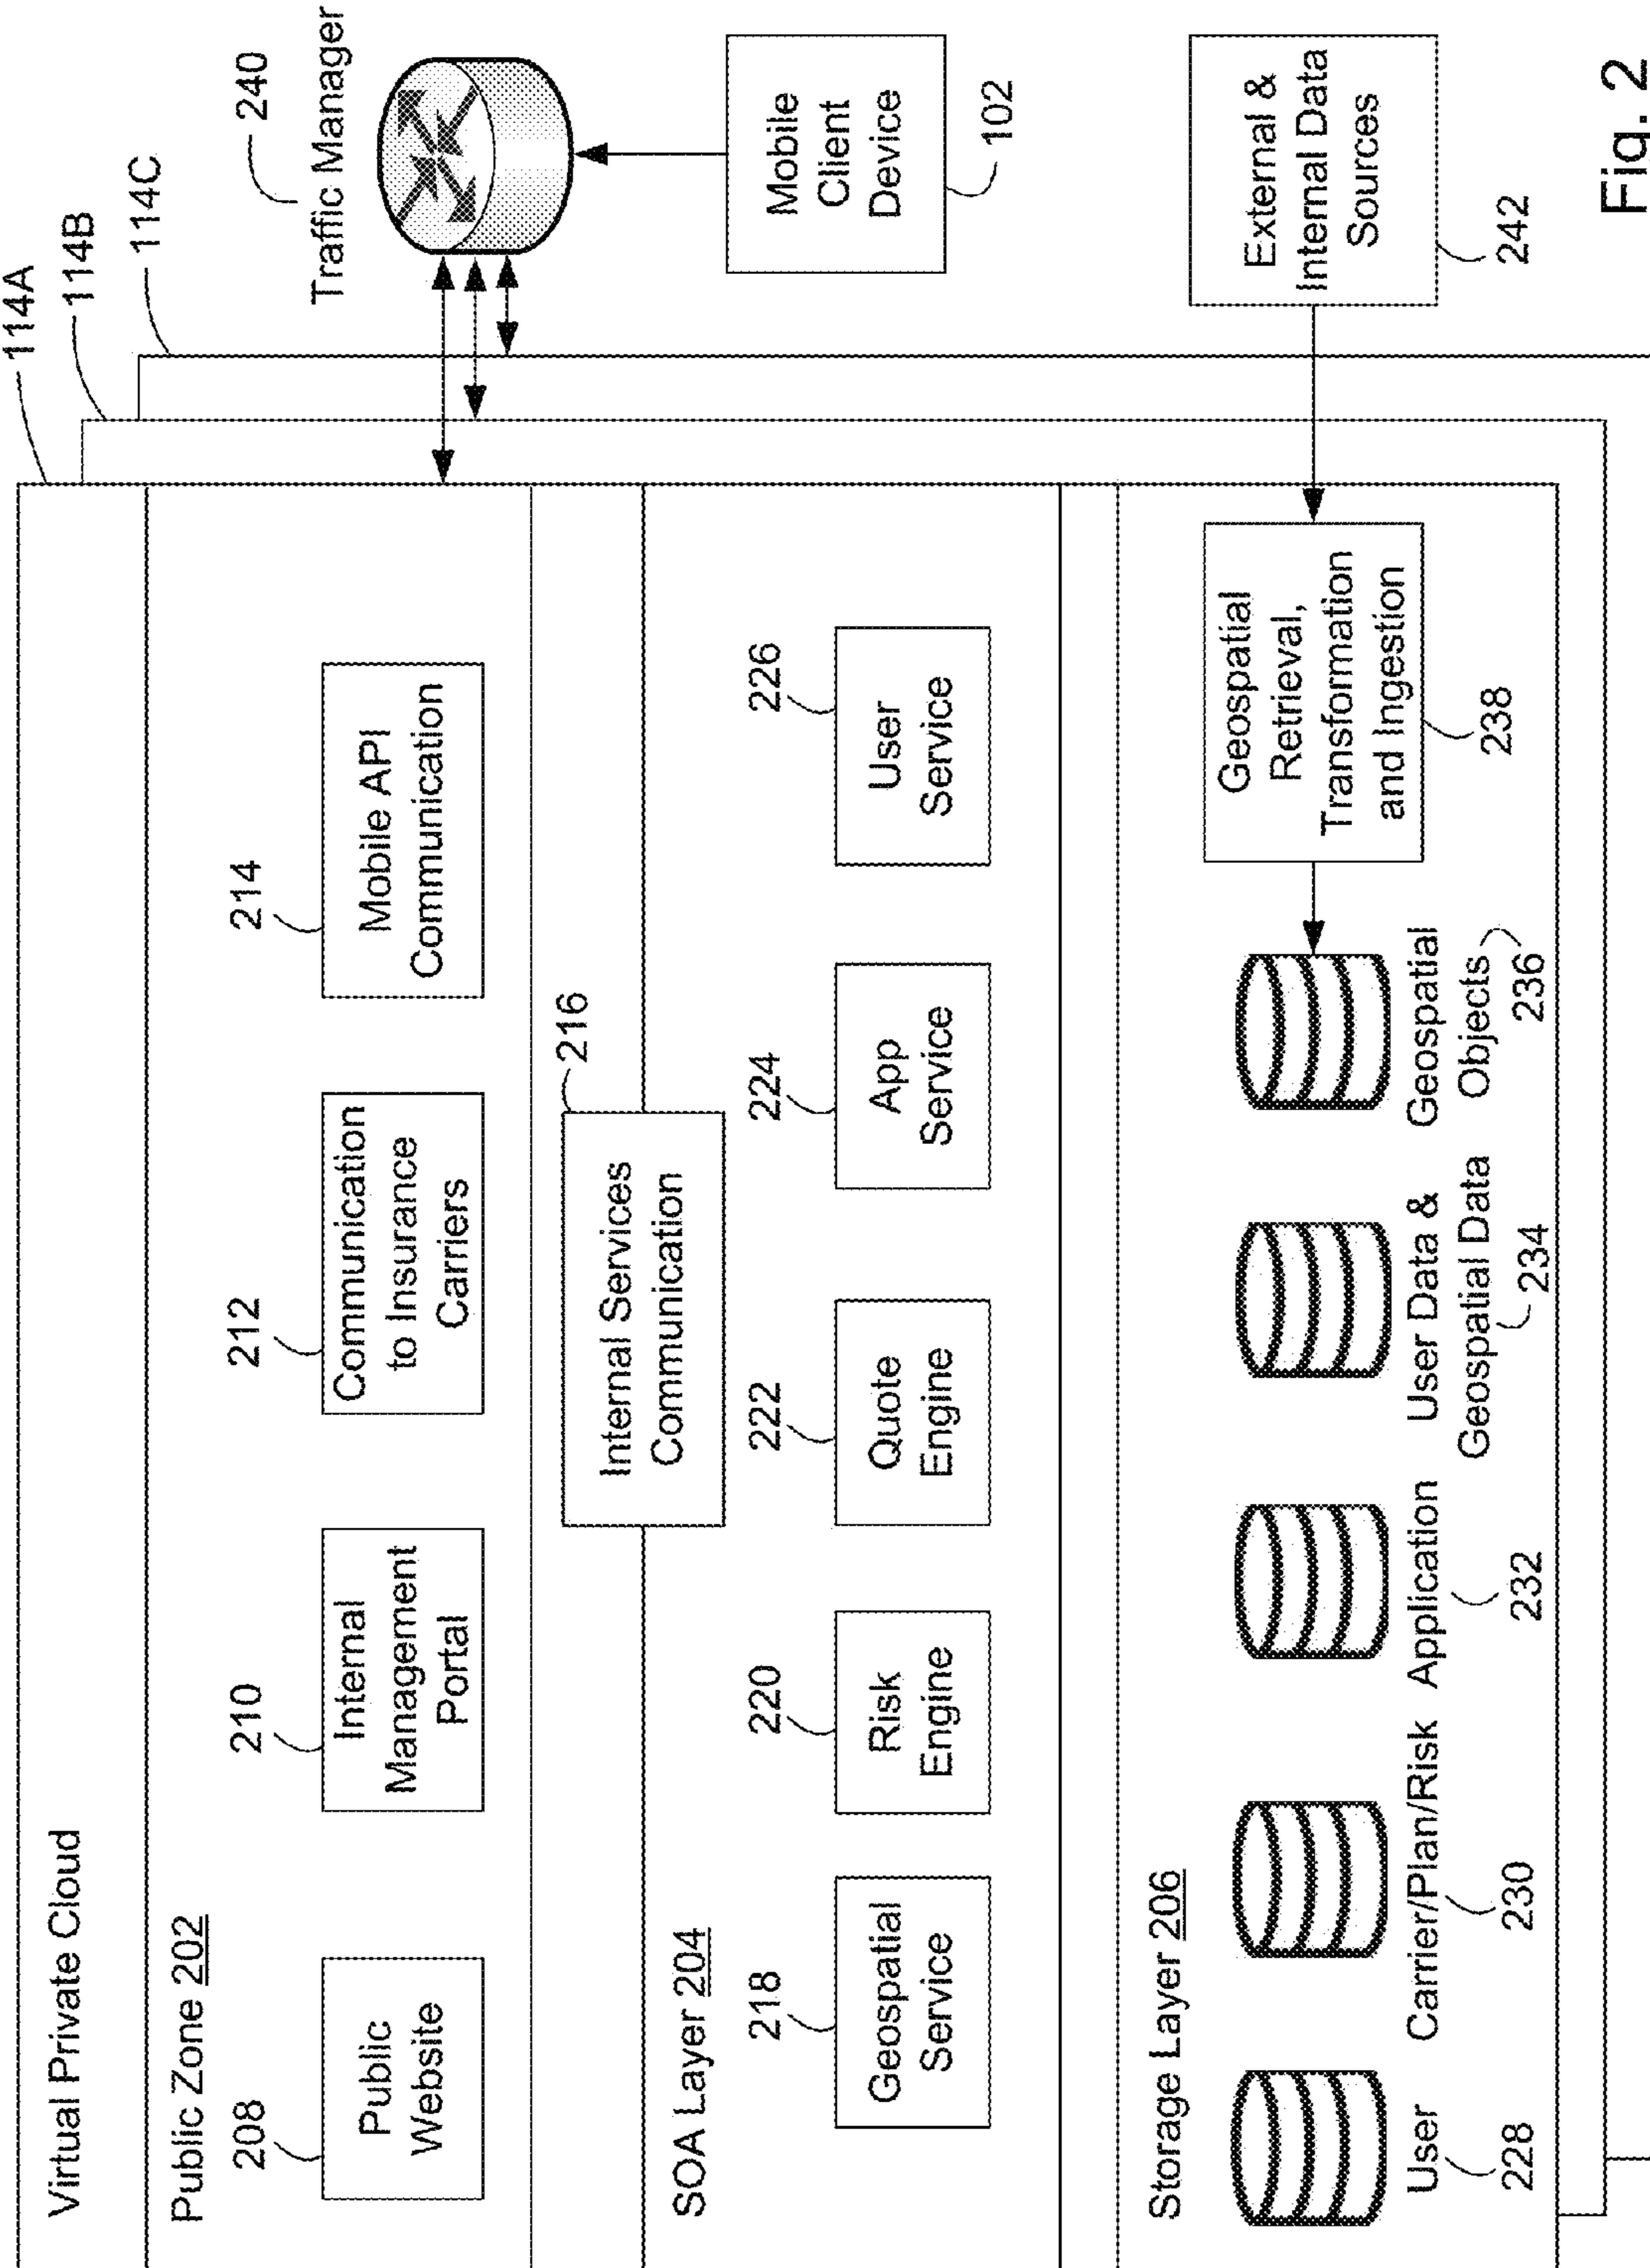 114A
114B
114C
Virtual Private Cloud
240
Traffic Manager
Public Zone 202
208
Public
Website
210
Internal
Management
Portal
212
Communication
to Insurance
Carriers
214
Mobile API
Communication
Mobile
Client
Device
102
216
Internal Services
Communication
SOA Layer 204
218
Geospatial
Service
220
Risk
Engine
222
Quote
Engine
224
App
Service
226
User
Service
Storage Layer 206
User
228
Carrier/Plan/Risk
230
Application
232
User Data &
Geospatial Data
234
Geospatial
Objects
236
Geospatial
Retrieval,
Transformation
and Ingestion
238
External &
Internal Data
Sources
242
Fig. 2